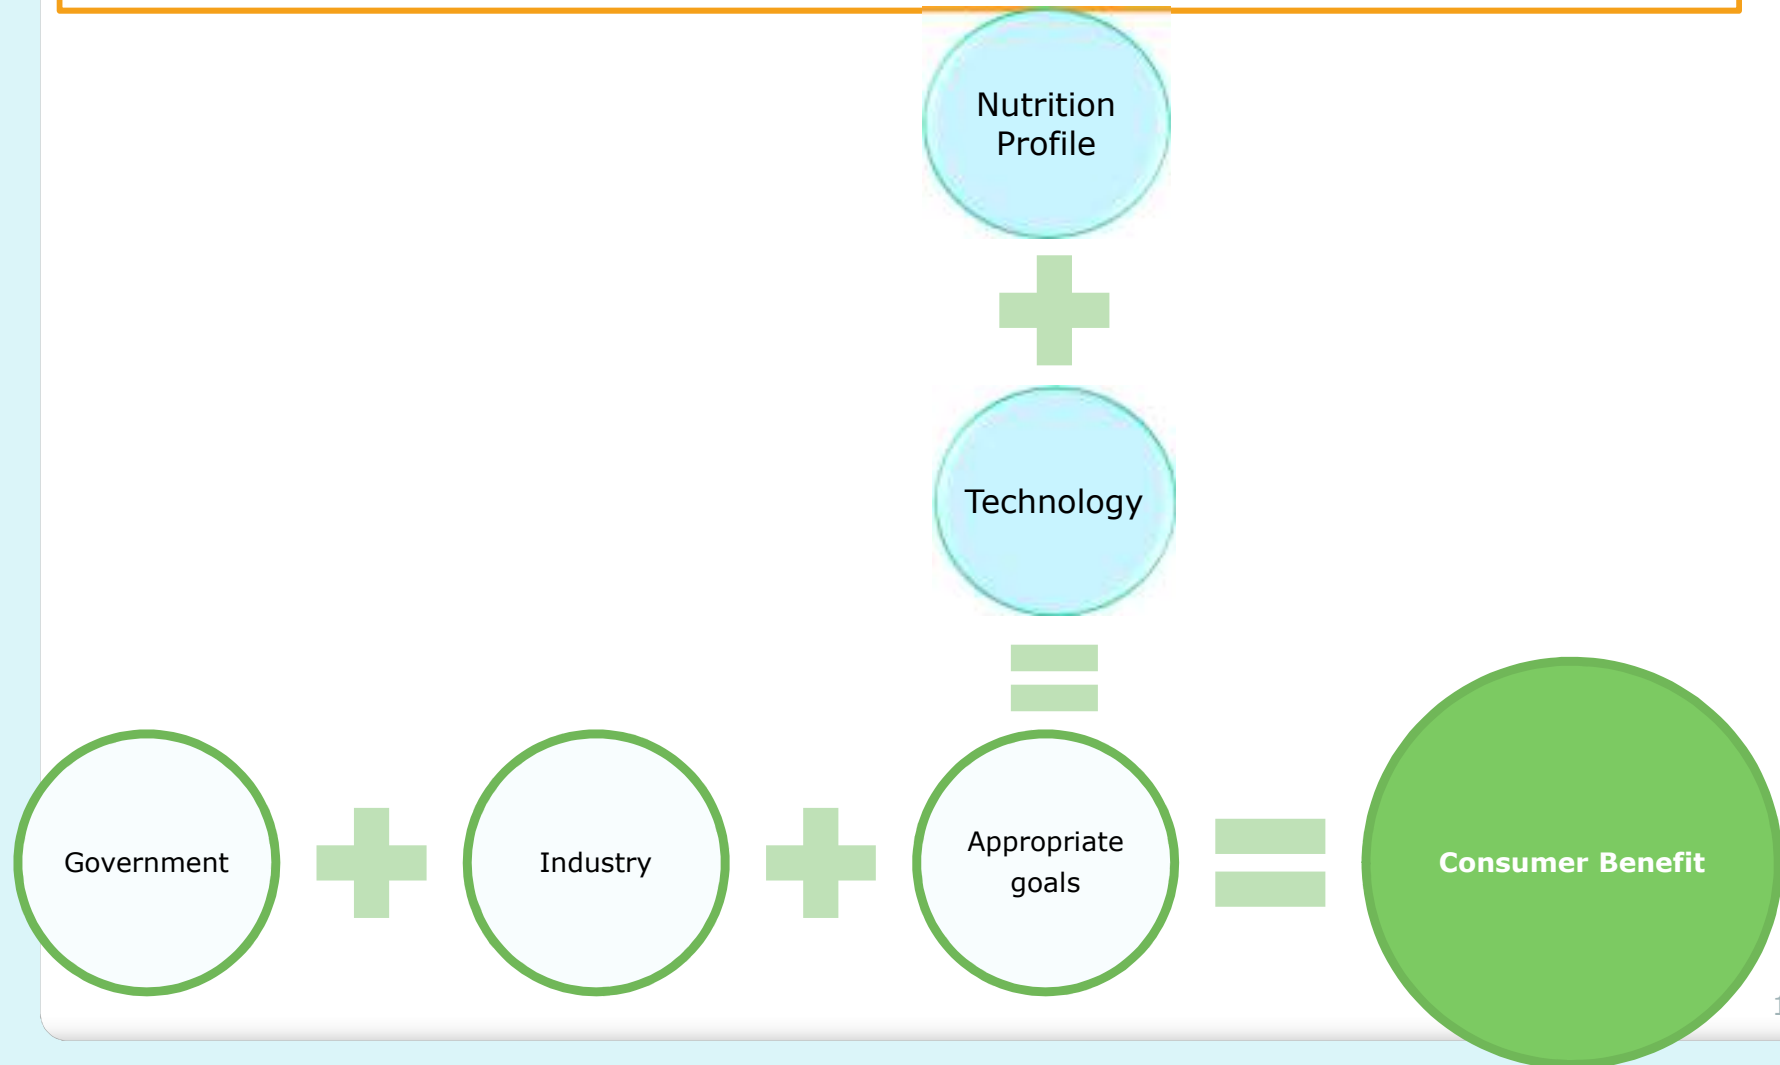 Nutrition
Profile
Technology
Government
Industry
Appropriate
goals
Consumer Benefit